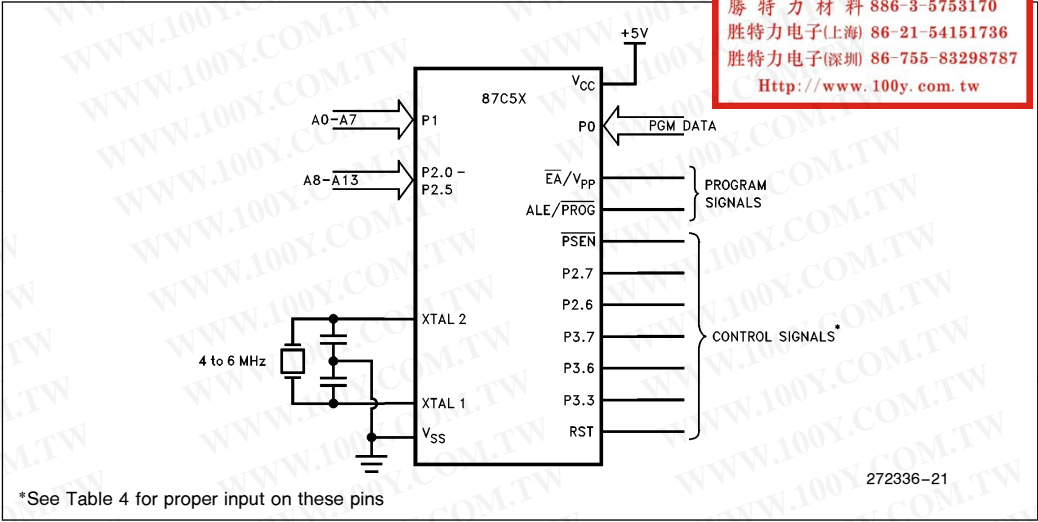 勝 特 力 材 料 886-3-5753170
胜特力电子(上海) 86-21-54151736
胜特力电子(深圳) 86-755-83298787
Http://www.100y.com.tw
+5V
VCC
87C5X
A0-A7
P1
P0
PGM DATA
A8-A13
P2.0-
P2.5
EA/VPP
ALE/PROG
PROGRAM
SIGNALS
PSEN
P2.7
P2.6
P3.7
P3.6
P3.3
RST
CONTROL SIGNALS*
XTAL 2
4 to 6 MHz
XTAL 1
VSS
272336-21
*See Table 4 for proper input on these pins
WWW.100Y.COM.TW